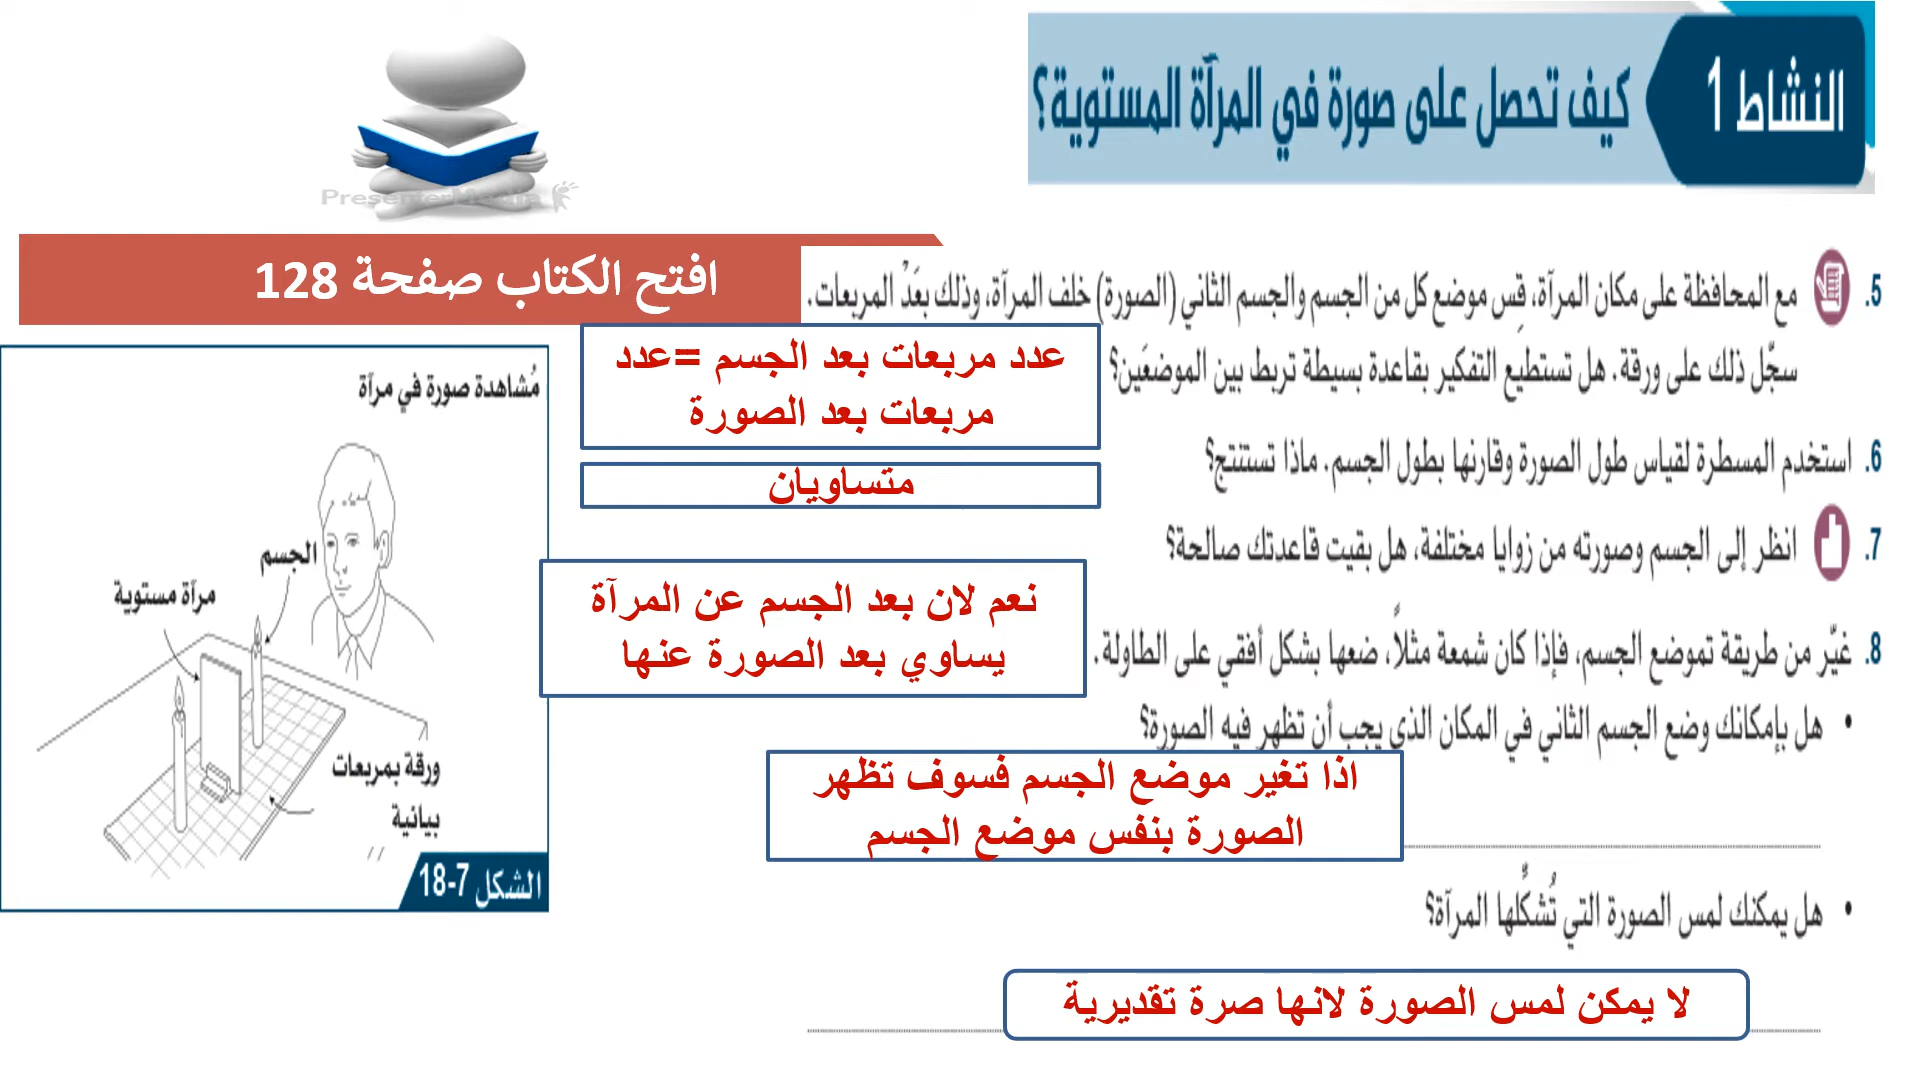 النشاط 1
كيف تحصل على صورة في المرآة المستوية؟
PresenterMedia
افتح الكتاب صفحة 128
5. مع المحافظة على مكان المرآة، قِس موضع كل من الجسم والجسم الثاني (الصورة) خلف المرآة، وذلك بعَدّ المربعات.
سجِّل ذلك على ورقة. هل تستطيع التفكير بقاعدة بسيطة تربط بين الموضعَين؟
عدد مربعات بعد الجسم =عدد
مربعات بعد الصورة
6. استخدم المسطرة لقياس طول الصورة وقارنها بطول الجسم. ماذا تستنتج؟
متساويان
7. انظر إلى الجسم وصورته من زوايا مختلفة، هل بقيت قاعدتك صالحة؟
نعم لان بعد الجسم عن المرآة
يساوي بعد الصورة عنها
8. غيِّر من طريقة تموضع الجسم، فإذا كان شمعة مثلاً، ضعها بشكل أفقي على الطاولة.
• هل بإمكانك وضع الجسم الثاني في المكان الذي يجب أن تظهر فيه الصورة؟
اذا تغير موضع الجسم فسوف تظهر
الصورة بنفس موضع الجسم
• هل يمكنك لمس الصورة التي تُشكِّلها المرآة؟
لا يمكن لمس الصورة لانها صرة تقديرية
مُشاهدة صورة في مرآة
الجسم
مرآة مستوية
ورقة بمربعات
بيانية
الشكل 7-18